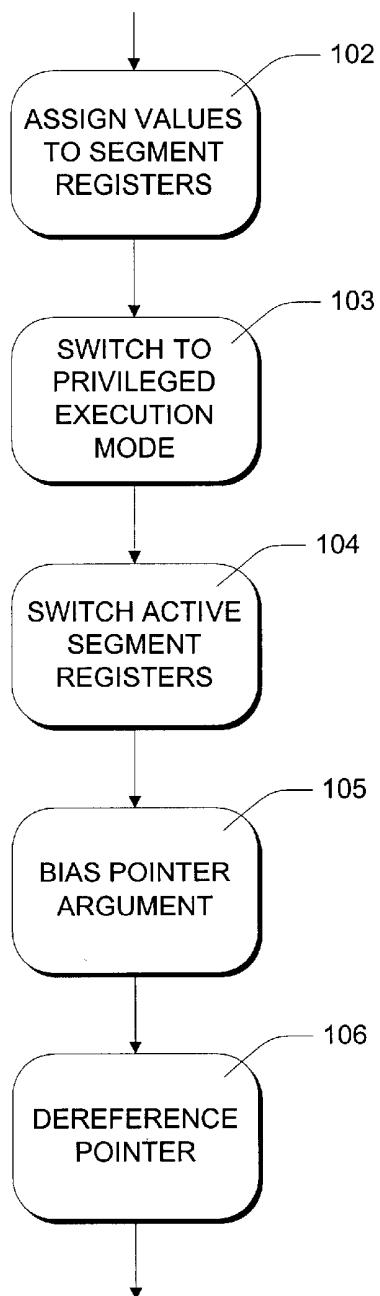 102
ASSIGN VALUES
TO SEGMENT
REGISTERS
103
SWITCH TO
PRIVILEGED
EXECUTION
MODE
104
SWITCH ACTIVE
SEGMENT
REGISTERS
105
BIAS POINTER
ARGUMENT
106
DEREFERENCE
POINTER